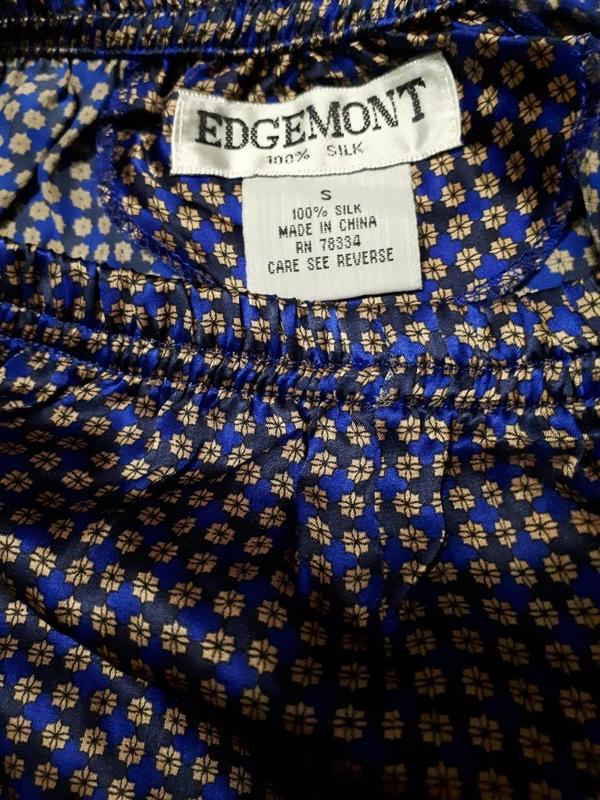 EDGEMONT
100% SILK
S
100% SILK
MADE IN CHINA
RN 78334
CARE SEE REVERSE